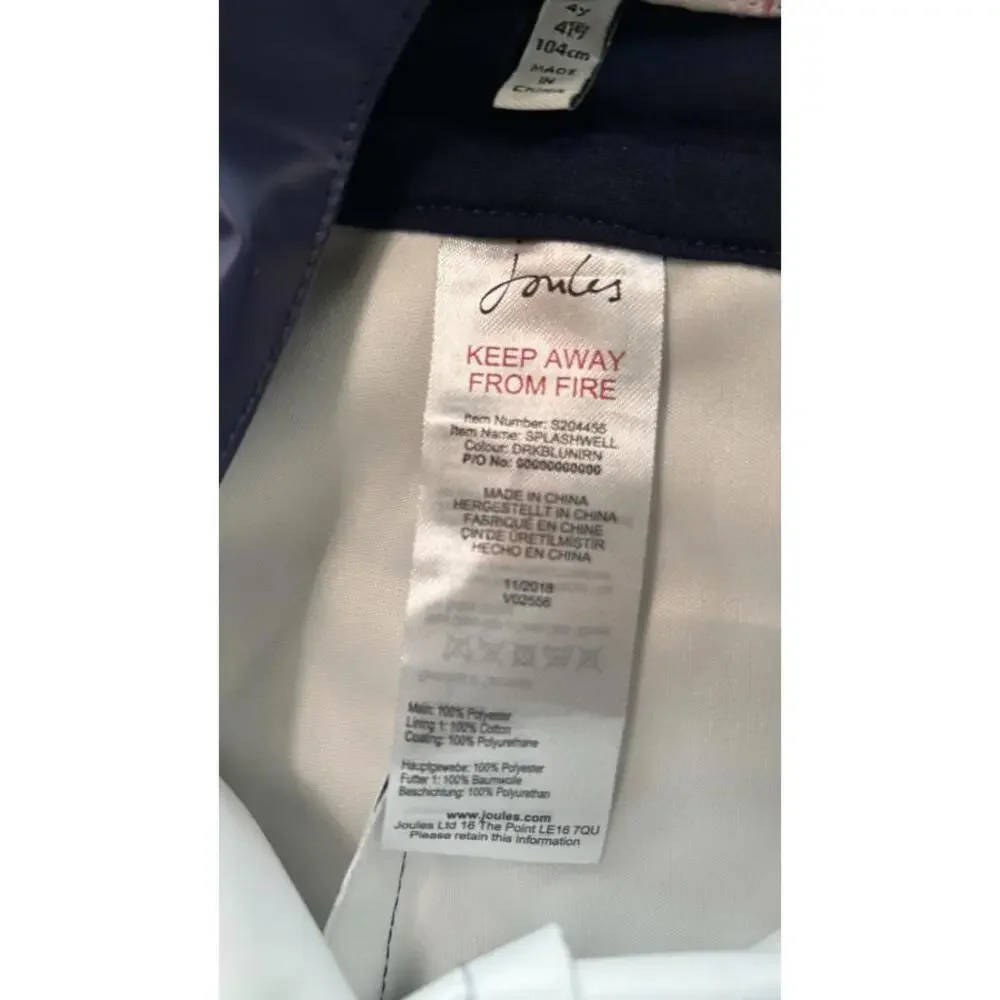 4y
104cm
MADE
IN
CHINA
Joules
KEEP AWAY
FROM FIRE
Item Number: S204456
Item Name: SPLASHWELL
Colour: DRKBLUNIRN
P/O No: 00000000000
MADE IN CHINA
HERGESTELLT IN CHINA
FABRIQUÉ EN CHINE
ÇIN'DE ÜRETILMISTIR
HECHO EN CHINA
11/2018
V02556
Main: 100% Polyester
Lining 1: 100% Cotton
Coating: 100% Polyurethane
Hauptgewebe: 100% Polyester
Futter 1: 100% Baumwolle
Beschichtung: 100% Polyurethan
www.joules.com
Joules Ltd 16 The Point LE16 7QU
Please retain this information